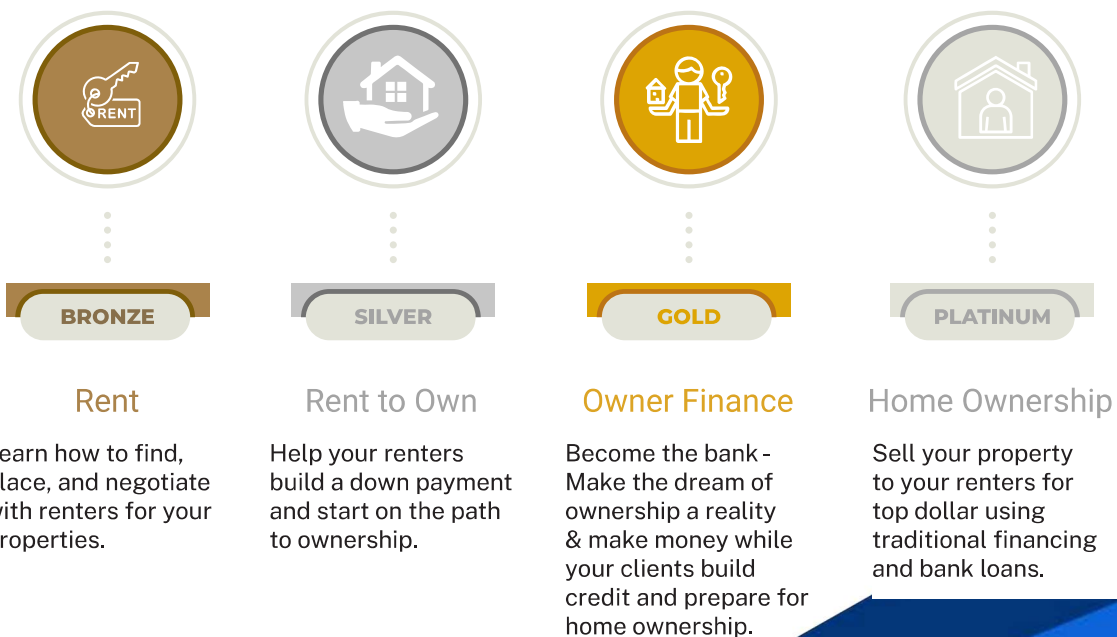 RENT
BRONZE
SILVER
GOLD
PLATINUM
Rent
earn how to find,
lace, and negotiate
with renters for your
roperties.
Rent to Own
Help your renters
build a down payment
and start on the path
to ownership.
Owner Finance
Become the bank -
Make the dream of
ownership a reality
& make money while
your clients build
credit and prepare for
home ownership.
Home Ownership
Sell your property
to your renters for
top dollar using
traditional financing
and bank loans.